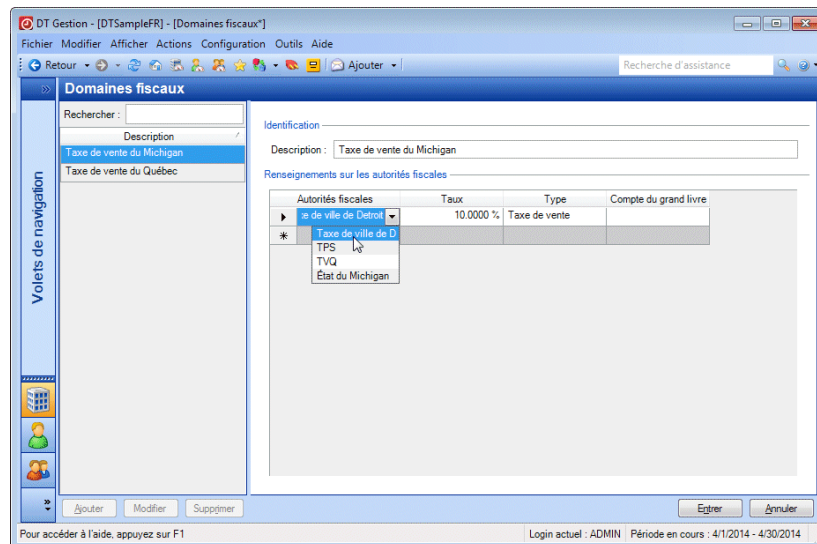 DT Gestion - [DTSampleFR] - [Domaines fiscaux*]
Fichier Modifier Afficher Actions Configuration Outils Aide
Retour Ajouter Recherche d'assistance
Domaines fiscaux
Volets de navigation
Rechercher :
Description
Taxe de vente du Michigan
Taxe de vente du Québec
Identification
Description : Taxe de vente du Michigan
Renseignements sur les autorités fiscales
Autorités fiscales Taux Type Compte du grand livre
de ville de Detroit 10.0000 % Taxe de vente
Taxe de ville de D
TPS
TVQ
État du Michigan
Ajouter Modifier Supprimer Entrer Annuler
Pour accéder à l'aide, appuyez sur F1 Login actuel : ADMIN Période en cours : 4/1/2014 - 4/30/2014